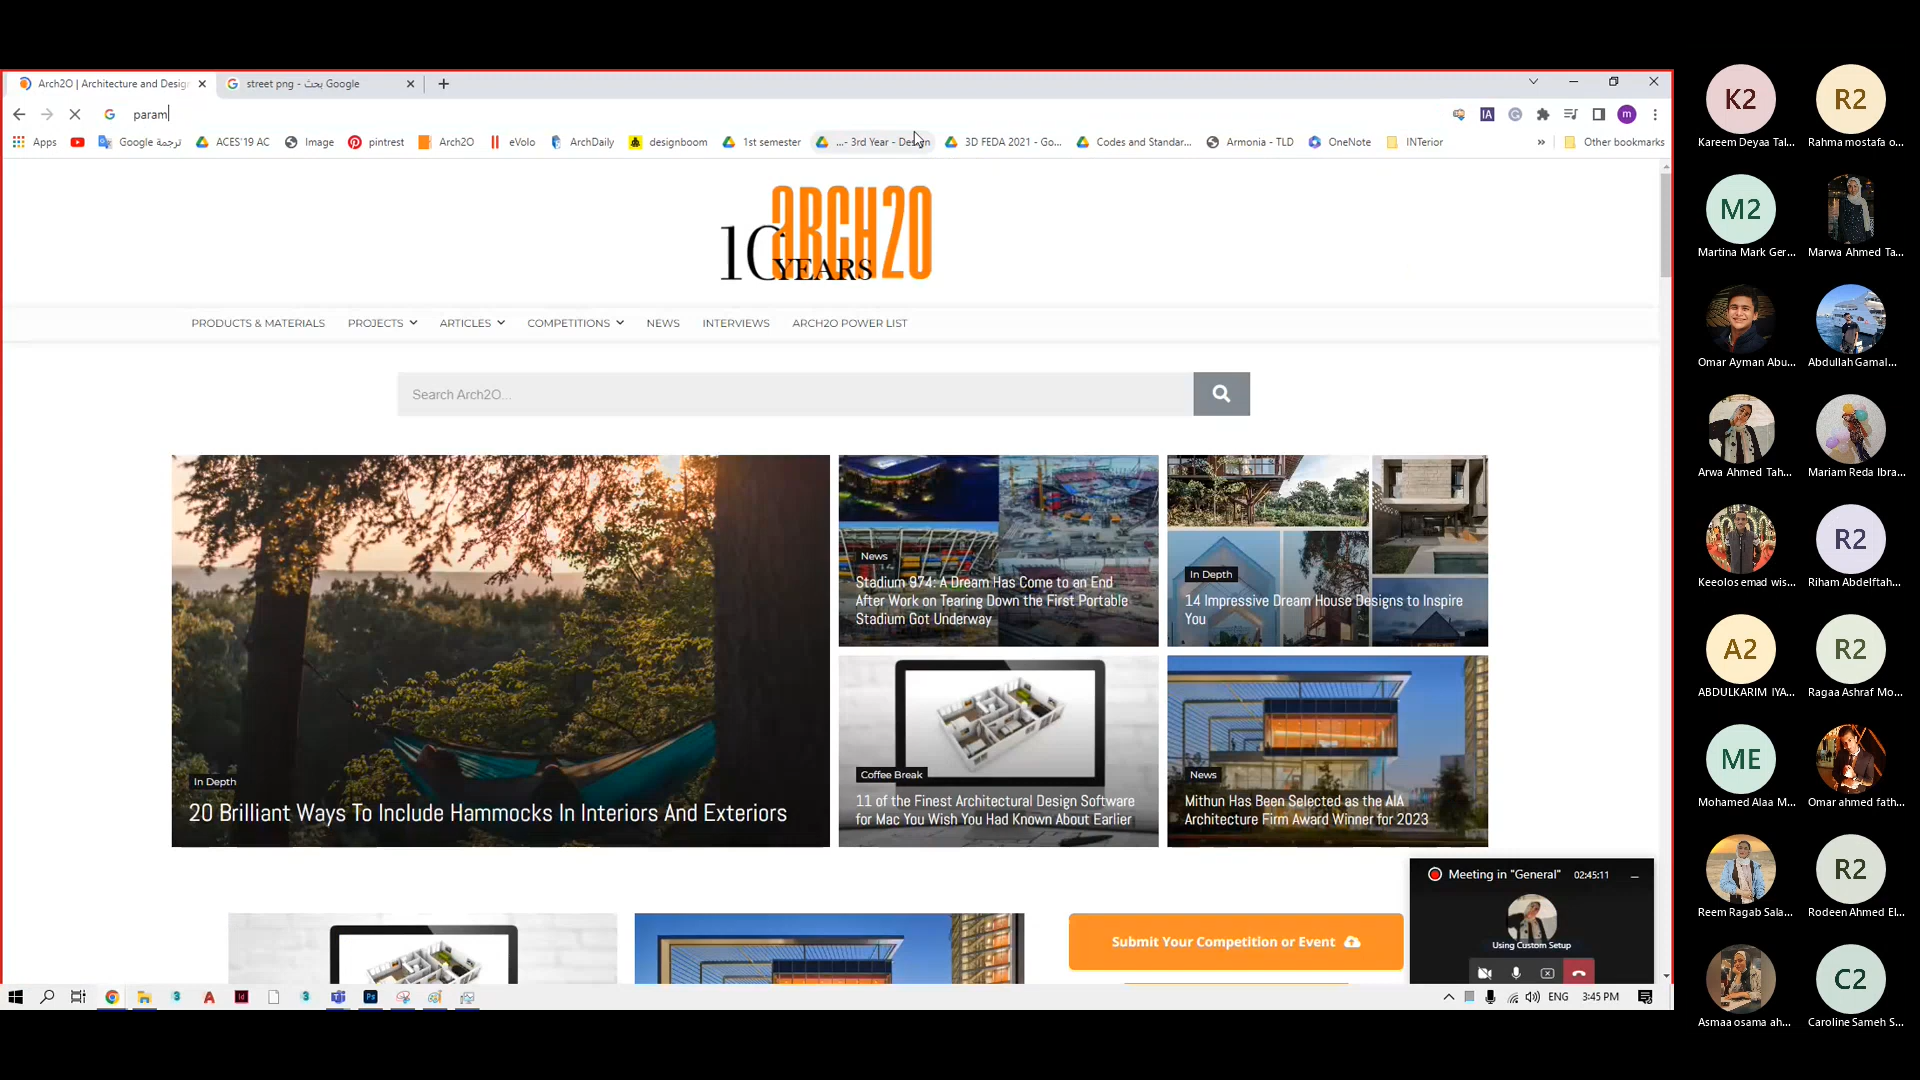 Arch2O | Architecture and Design
street png - بحث Google
param
Apps
Google ترجمة
ACES'19 AC
Image
pintrest
Arch2O
eVolo
ArchDaily
designboom
1st semester
...- 3rd Year - Design
3D FEDA 2021 - Go...
Codes and Standar...
Armonia - TLD
OneNote
INTerior
»
Other bookmarks
IA
m
10 YEARS
ARCH2O
PRODUCTS & MATERIALS
PROJECTS
ARTICLES
COMPETITIONS
NEWS
INTERVIEWS
ARCH2O POWER LIST
Search Arch2O...
In Depth
20 Brilliant Ways To Include Hammocks In Interiors And Exteriors
News
Stadium 974: A Dream Has Come to an End
After Work on Tearing Down the First Portable
Stadium Got Underway
In Depth
14 Impressive Dream House Designs to Inspire
You
Coffee Break
11 of the Finest Architectural Design Software
for Mac You Wish You Had Known About Earlier
News
Mithun Has Been Selected as the AIA
Architecture Firm Award Winner for 2023
Submit Your Competition or Event
Meeting in "General"
02:45:11
Using Custom Setup
ENG
3:45 PM
K2
Kareem Deyaa Tal...
R2
Rahma mostafa o...
M2
Martina Mark Ger...
Marwa Ahmed Ta...
Omar Ayman Abu...
Abdullah Gamal...
Arwa Ahmed Tah...
Mariam Reda Ibra...
Keeolos emad wis...
R2
Riham Abdelftah...
A2
ABDULKARIM IYA...
R2
Ragaa Ashraf Mo...
ME
Mohamed Alaa M...
Omar ahmed fath...
Reem Ragab Sala...
R2
Rodeen Ahmed El...
Asmaa osama ah...
C2
Caroline Sameh S...